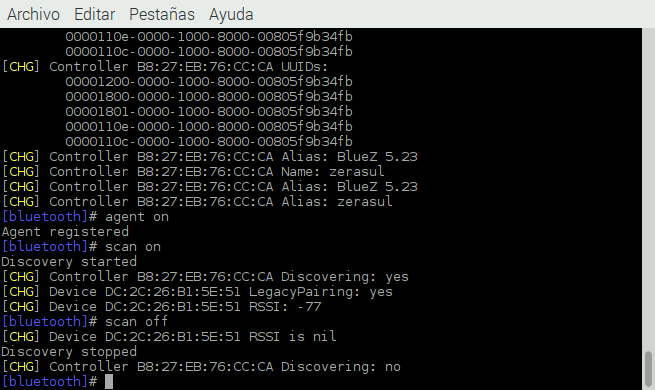 Archivo Editar Pestañas Ayuda
0000110e-0000-1000-8000-00805f9b34fb
0000110c-0000-1000-8000-00805f9b34fb
[CHG] Controller B8:27:EB:76:CC:CA UUIDs:
00001200-0000-1000-8000-00805f9b34fb
00001800-0000-1000-8000-00805f9b34fb
00001801-0000-1000-8000-00805f9b34fb
0000110e-0000-1000-8000-00805f9b34fb
0000110c-0000-1000-8000-00805f9b34fb
[CHG] Controller B8:27:EB:76:CC:CA Alias: BlueZ 5.23
[CHG] Controller B8:27:EB:76:CC:CA Name: zerasul
[CHG] Controller B8:27:EB:76:CC:CA Alias: BlueZ 5.23
[CHG] Controller B8:27:EB:76:CC:CA Alias: zerasul
[bluetooth]# agent on
Agent registered
[bluetooth]# scan on
Discovery started
[CHG] Controller B8:27:EB:76:CC:CA Discovering: yes
[CHG] Device DC:2C:26:B1:5E:51 LegacyPairing: yes
[CHG] Device DC:2C:26:B1:5E:51 RSSI: -77
[bluetooth]# scan off
[CHG] Device DC:2C:26:B1:5E:51 RSSI is nil
Discovery stopped
[CHG] Controller B8:27:EB:76:CC:CA Discovering: no
[bluetooth]#